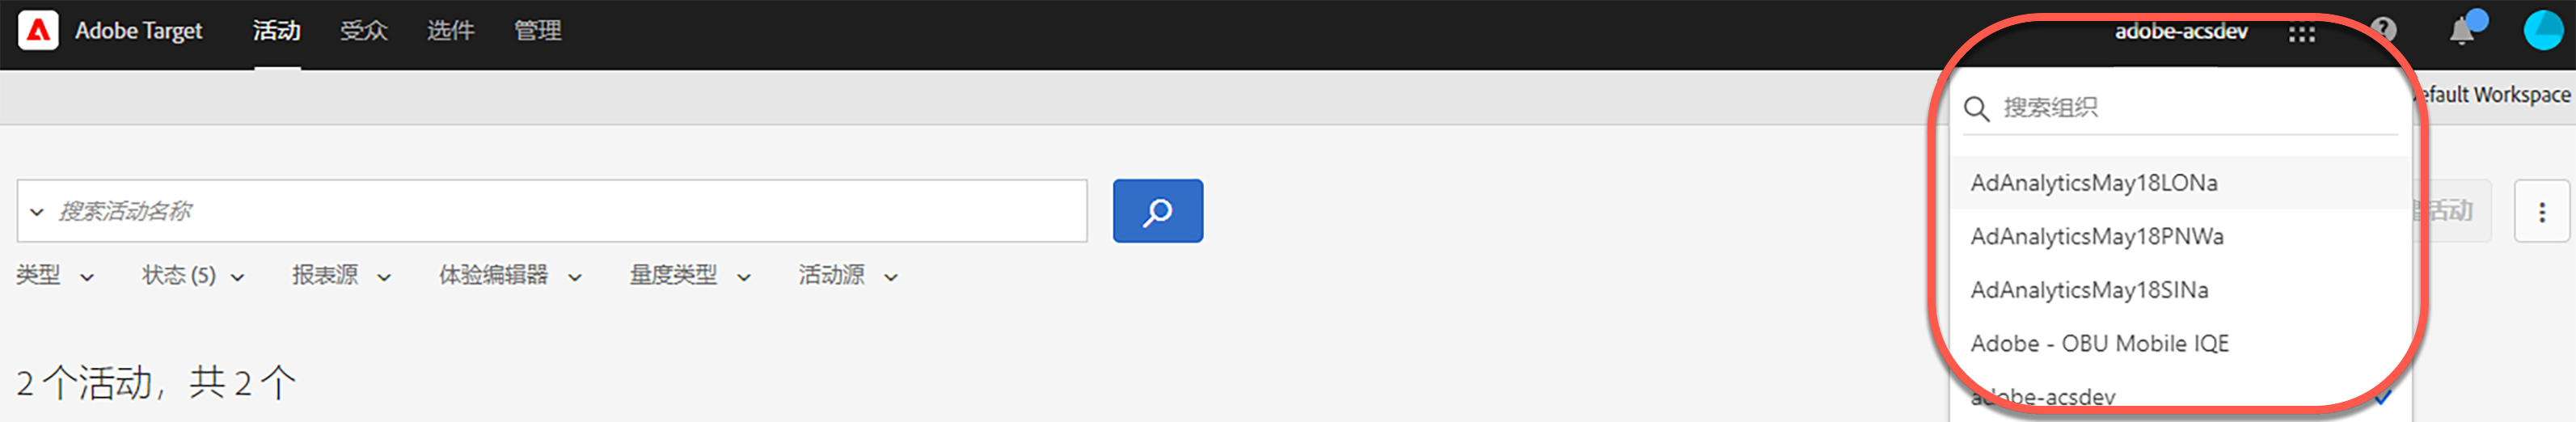 Adobe Target 活动 受众 选件 管理 adobe-acsdev
搜索组织
efault Workspace
AdAnalyticsMay18LONa
搜索活动名称
活动
AdAnalyticsMay18PNWa
类型 状态 (5) 报表源 体验编辑器 量度类型 活动源
AdAnalyticsMay18SINa
Adobe - OBU Mobile IQE
2 个活动，共 2 个
adobe-acsdev